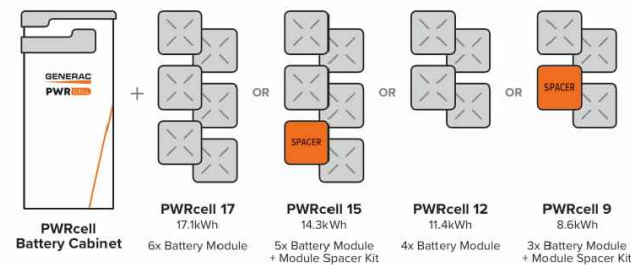 GENERAC
PWRCELL
+
OR
SPACER
OR
OR
SPACER
PWRcell
Battery Cabinet
PWRcell 17
17.1kWh
6x Battery Module
PWRcell 15
14.3kWh
5x Battery Module
+ Module Spacer Kit
PWRcell 12
11.4kWh
4x Battery Module
PWRcell 9
8.6kWh
3x Battery Module
+ Module Spacer Kit